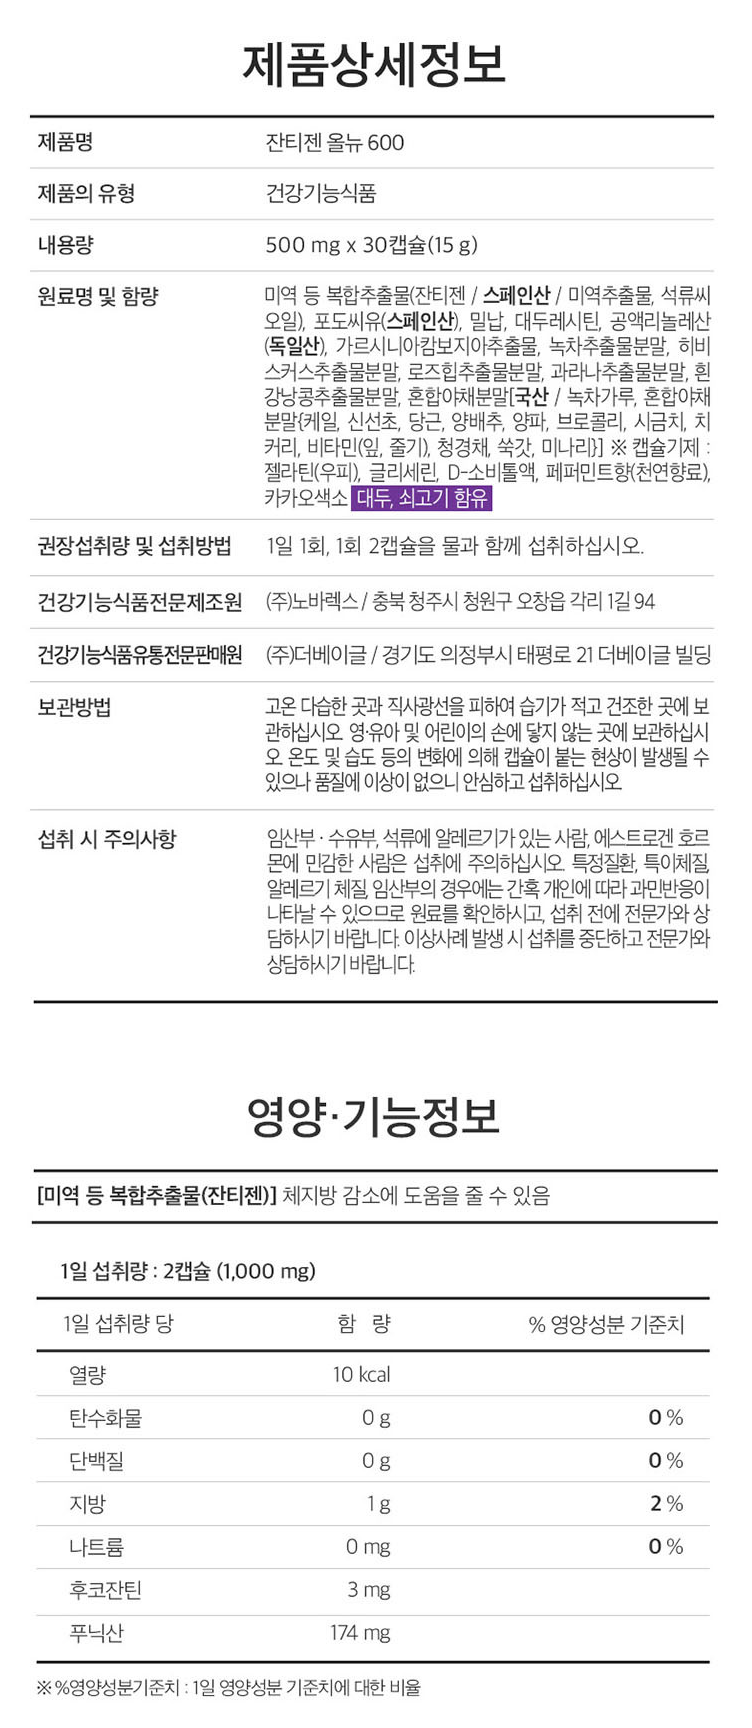 제품상세정보
제품명 잔티젠 올뉴 600
제품의 유형 건강기능식품
내용량 500 mg x 30캡슐(15 g)
원료명 및 함량 미역 등 복합추출물(잔티젠 / 스페인산 / 미역추출물, 석류씨
오일), 포도씨유(스페인산), 밀납, 대두레시틴, 공액리놀레산
(독일산), 가르시니아캄보지아추출물, 녹차추출물분말, 히비
스커스추출물분말, 로즈힙추출물분말, 과라나추출물분말, 흰
강낭콩추출물분말, 혼합야채분말[국산 / 녹차가루, 혼합야채
분말{케일, 신선초, 당근, 양배추, 양파, 브로콜리, 시금치, 치
커리, 비타민(잎, 줄기), 청경채, 쑥갓, 미나리}] ※ 캡슐기제 :
젤라틴(우피), 글리세린, D-소비톨액, 페퍼민트향(천연향료),
카카오색소 대두, 쇠고기 함유
권장섭취량 및 섭취방법 1일 1회, 1회 2캡슐을 물과 함께 섭취하십시오.
건강기능식품전문제조원 (주)노바렉스 / 충북 청주시 청원구 오창읍 각리 1길 94
건강기능식품유통전문판매원 (주)더베이글 / 경기도 의정부시 태평로 21 더베이글 빌딩
보관방법 고온 다습한 곳과 직사광선을 피하여 습기가 적고 건조한 곳에 보
관하십시오. 영·유아 및 어린이의 손에 닿지 않는 곳에 보관하십시
오. 온도 및 습도 등의 변화에 의해 캡슐이 붙는 현상이 발생될 수
있으나 품질에 이상이 없으니 안심하고 섭취하십시오.
섭취 시 주의사항 임산부 · 수유부, 석류에 알레르기가 있는 사람, 에스트로겐 호르
몬에 민감한 사람은 섭취에 주의하십시오. 특정질환, 특이체질,
알레르기 체질, 임산부의 경우에는 간혹 개인에 따라 과민반응이
나타날 수 있으므로 원료를 확인하시고, 섭취 전에 전문가와 상
담하시기 바랍니다. 이상사례 발생 시 섭취를 중단하고 전문가와
상담하시기 바랍니다.
영양·기능정보
[미역 등 복합추출물(잔티젠)] 체지방 감소에 도움을 줄 수 있음
1일 섭취량 : 2캡슐 (1,000 mg)
1일 섭취량 당 함 량 % 영양성분 기준치
열량 10 kcal
탄수화물 0 g 0 %
단백질 0 g 0 %
지방 1 g 2 %
나트륨 0 mg 0 %
후코잔틴 3 mg
푸닉산 174 mg
※ %영양성분기준치 : 1일 영양성분 기준치에 대한 비율